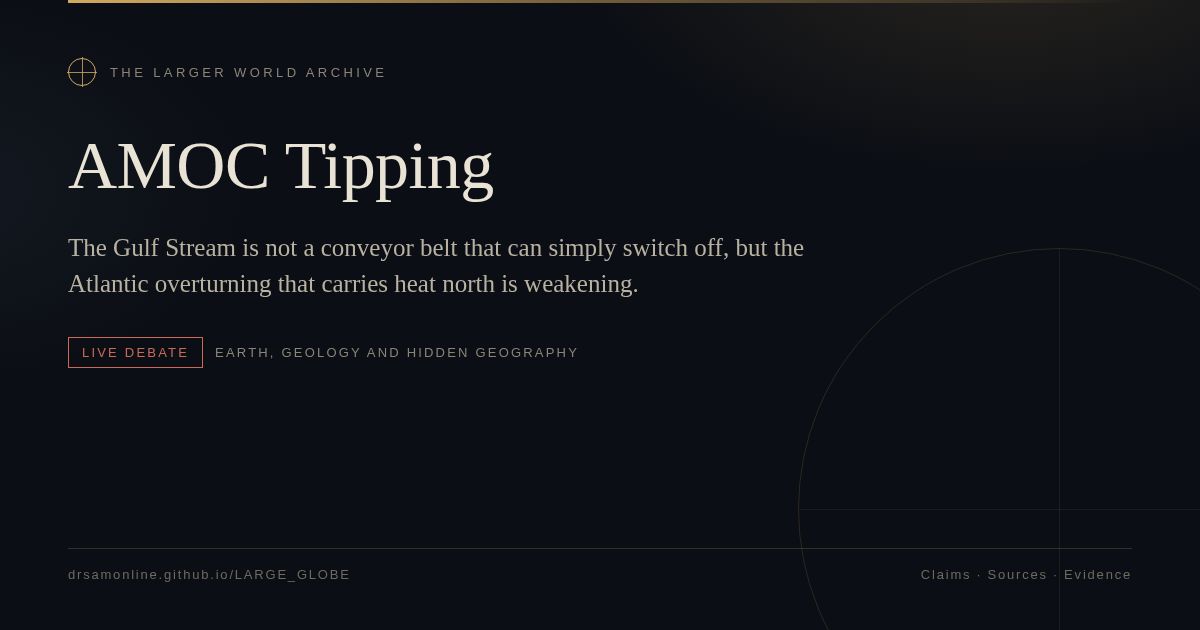 THE LARGER WORLD ARCHIVE
AMOC Tipping
The Gulf Stream is not a conveyor belt that can simply switch off, but the
Atlantic overturning that carries heat north is weakening.
LIVE DEBATE EARTH, GEOLOGY AND HIDDEN GEOGRAPHY
drsamonline.github.io/LARGE_GLOBE Claims · Sources · Evidence